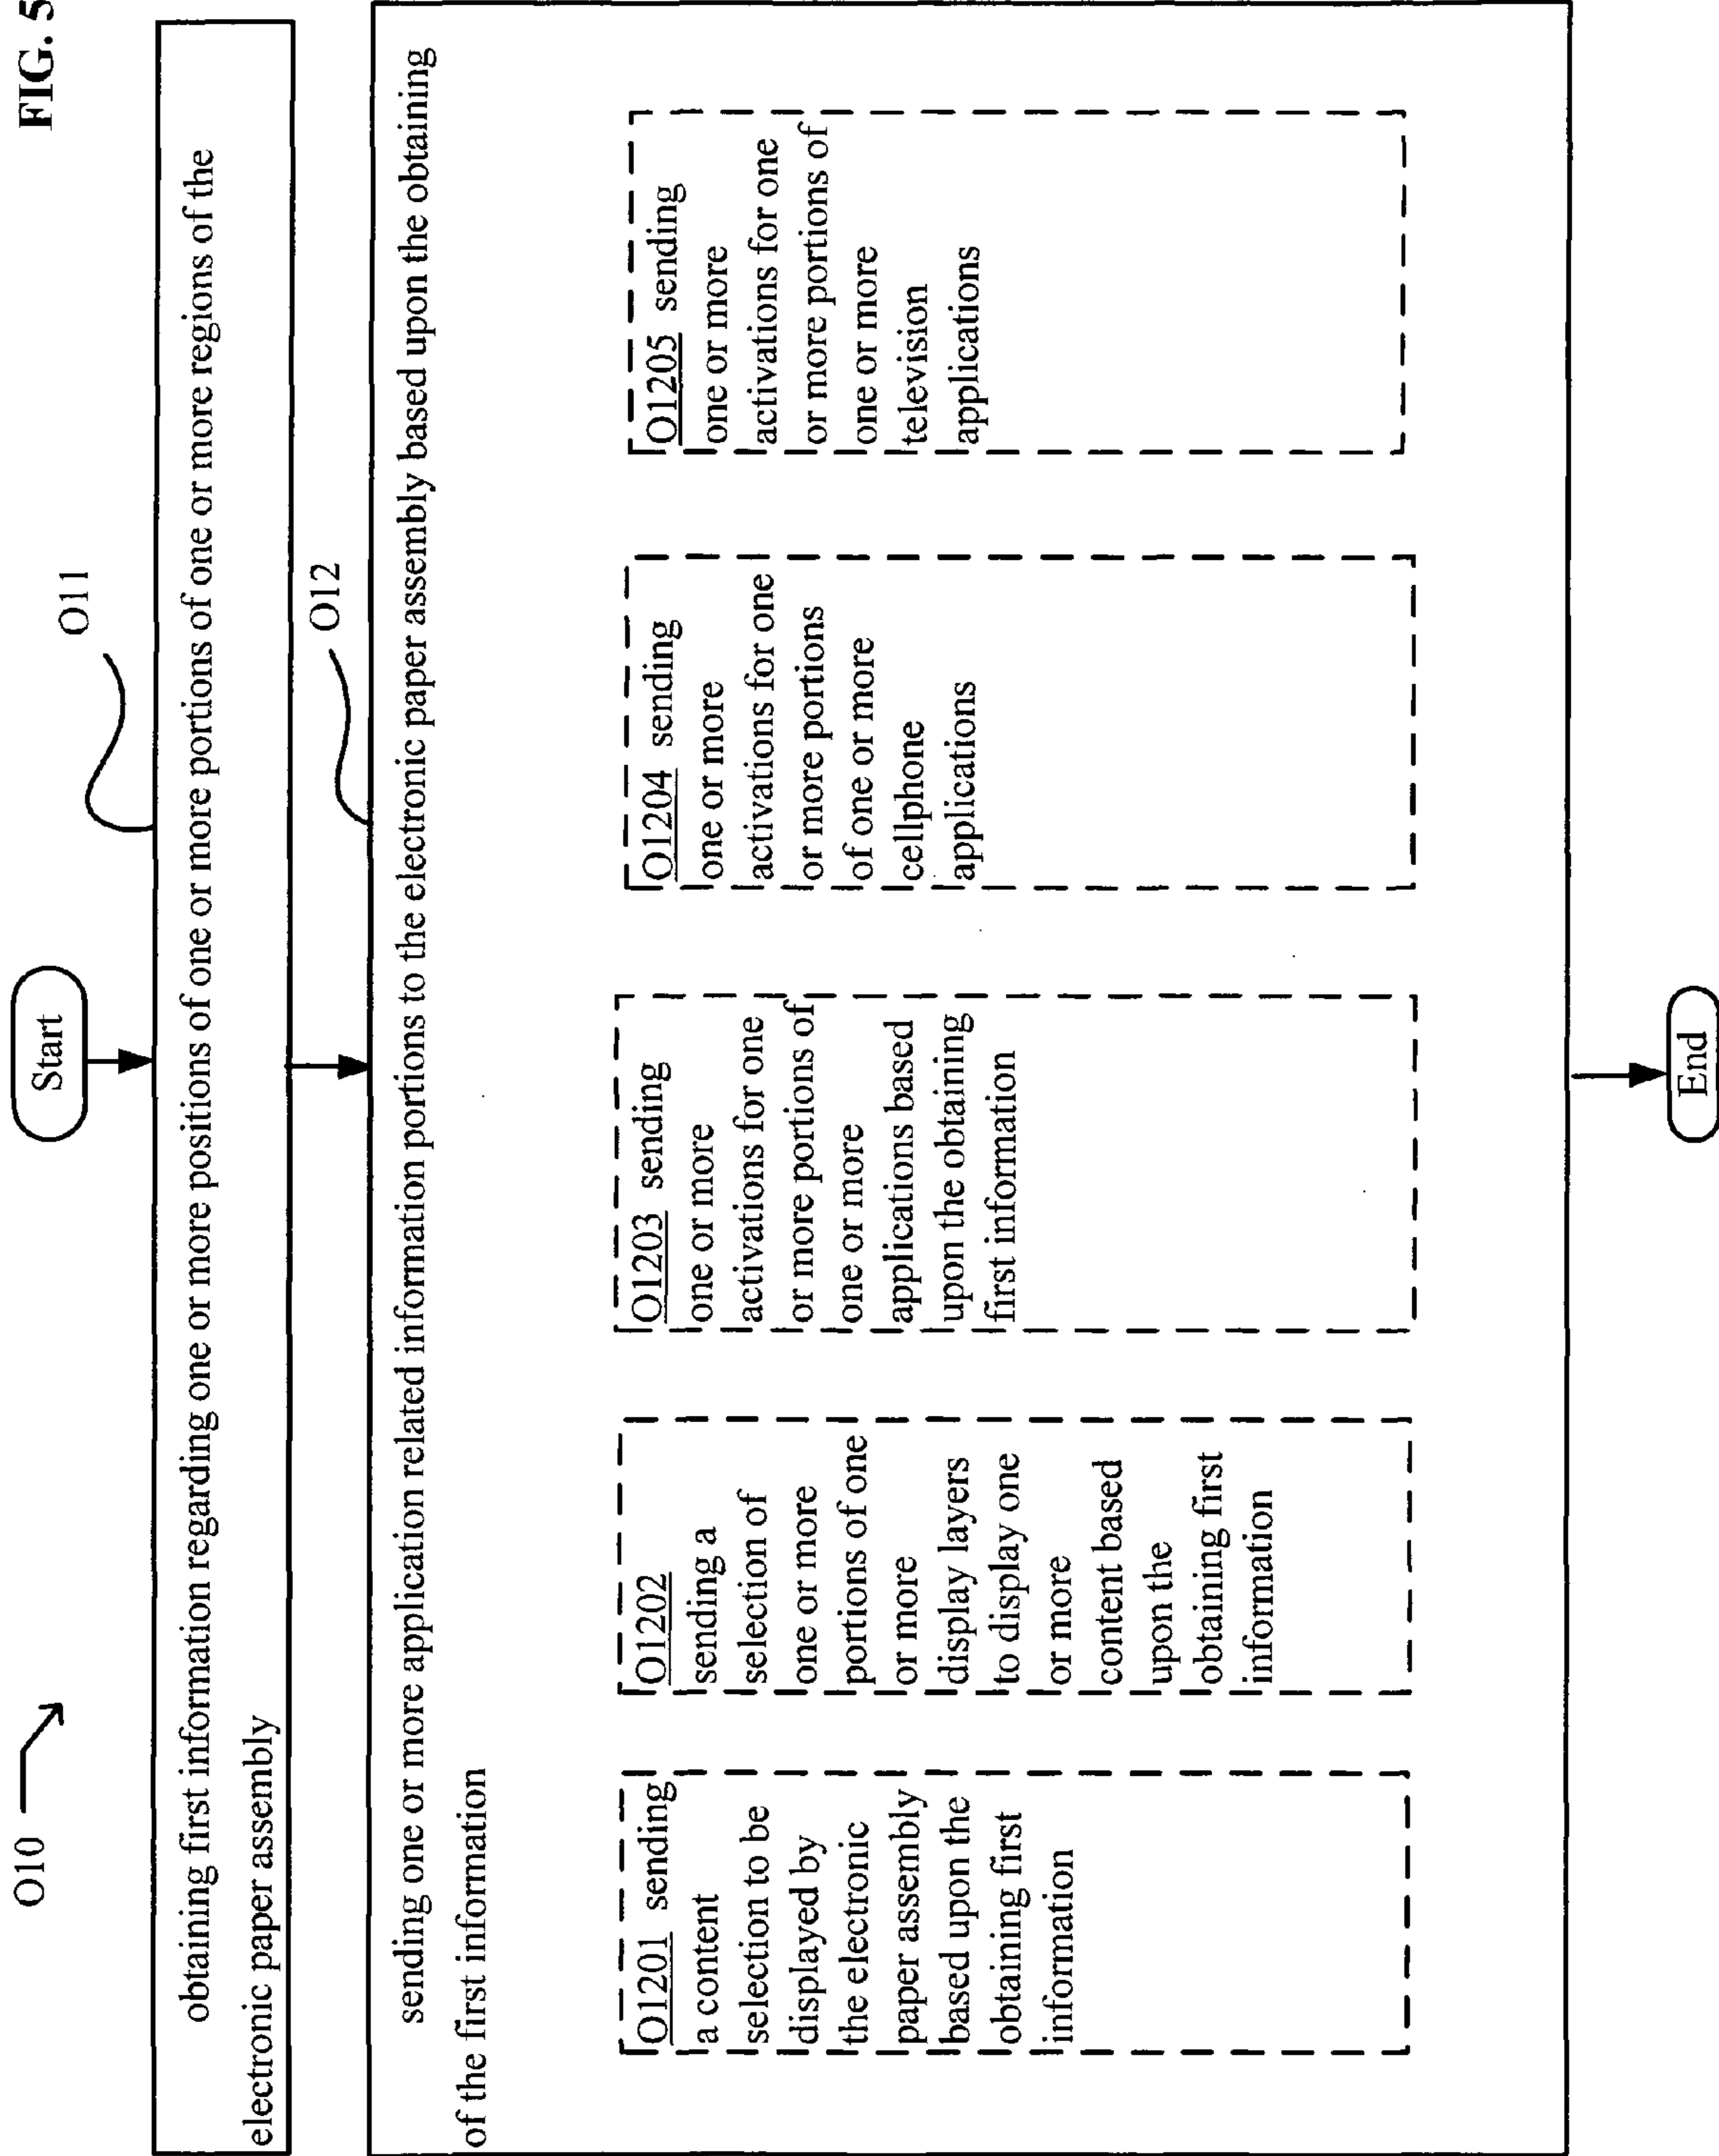 FIG. 5
O10
Start
O11
obtaining first information regarding one or more positions of one or more portions of one or more regions of the
electronic paper assembly
O12
sending one or more application related information portions to the electronic paper assembly based upon the obtaining
of the first information
O1201 sending
a content
selection to be
displayed by
the electronic
paper assembly
based upon the
obtaining first
information
O1202
sending a
selection of
one or more
portions of one
or more
display layers
to display one
or more
content based
upon the
obtaining first
information
O1203 sending
one or more
activations for one
or more portions of
one or more
applications based
upon the obtaining
first information
O1204 sending
one or more
activations for one
or more portions
of one or more
cellphone
applications
O1205 sending
one or more
activations for one
or more portions of
one or more
television
applications
End